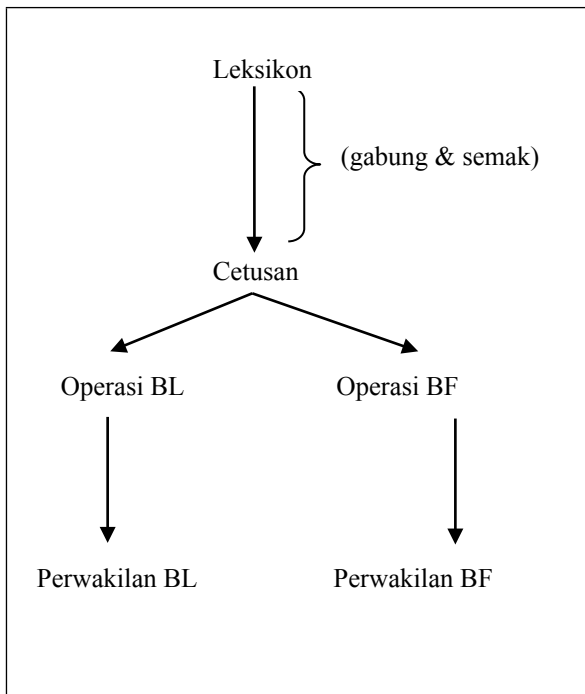 Leksikon
(gabung & semak)
Cetusan
Operasi BL
Operasi BF
Perwakilan BL
Perwakilan BF